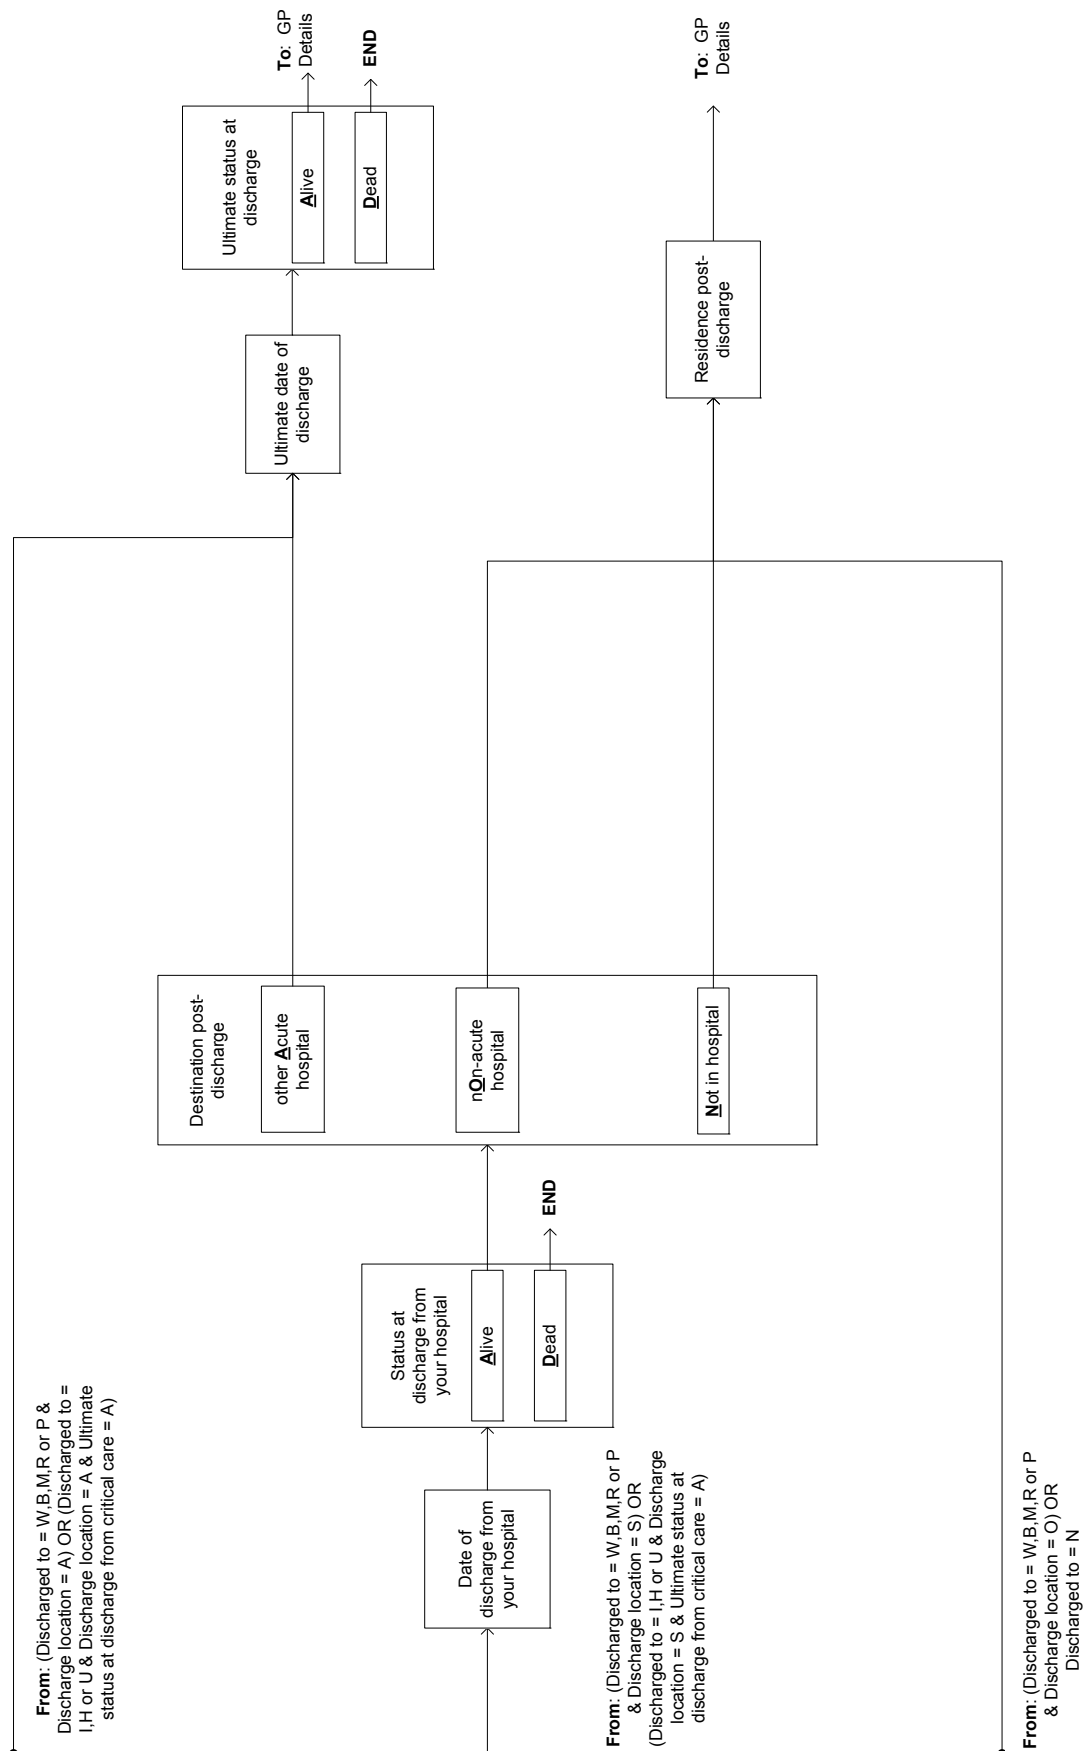 From: (Discharged to = W,B,M,R or P &
Discharge location = A) OR (Discharged to =
I,H or U & Discharge location = A & Ultimate
status at discharge from critical care = A)
Ultimate date of
discharge
Ultimate status at
discharge
Alive
Dead
To: GP
Details
END
From: (Discharged to = W,B,M,R or P
& Discharge location = S) OR
(Discharged to = I,H or U & Discharge
location = S & Ultimate status at
discharge from critical care = A)
Date of
discharge from
your hospital
Status at
discharge from
your hospital
Alive
Dead
END
Destination post-
discharge
other Acute
hospital
nOn-acute
hospital
Not in hospital
Residence post-
discharge
To: GP
Details
From: (Discharged to = W,B,M,R or P
& Discharge location = O) OR
Discharged to = N